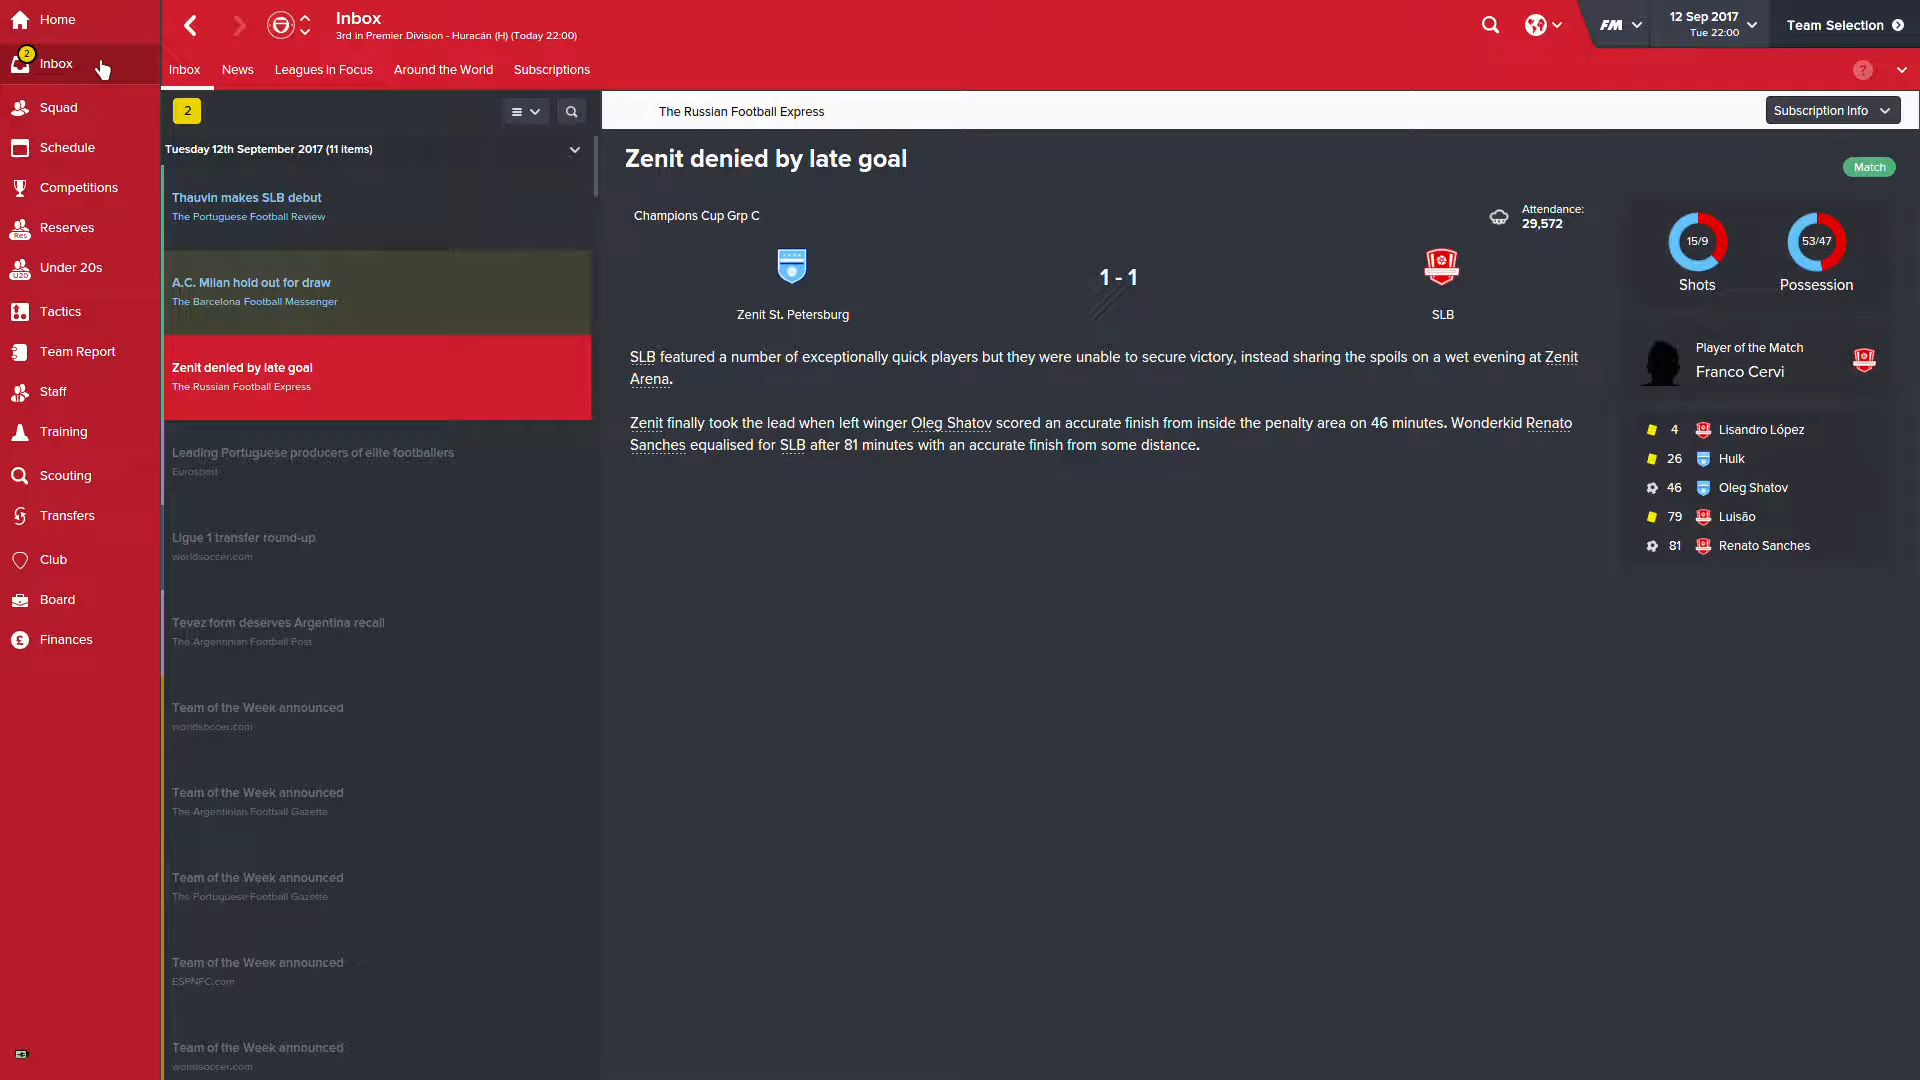 Home
2
Inbox
Squad
Schedule
Competitions
Res
Reserves
U20
Under 20s
Tactics
Team Report
Staff
Training
Scouting
Transfers
Club
Board
£
Finances
Inbox
3rd in Premier Division - Huracán (H) (Today 22:00)
FM
12 Sep 2017
Tue 22:00
Team Selection
Inbox
News
Leagues In Focus
Around the World
Subscriptions
?
2
Tuesday 12th September 2017 (11 items)
Thauvin makes SLB debut
The Portuguese Football Review
A.C. Milan hold out for draw
The Barcelona Football Messenger
Zenit denied by late goal
The Russian Football Express
Leading Portuguese producers of elite footballers
Eurosport
Ligue 1 transfer round-up
worldsoccer.com
Tevez form deserves Argentina recall
The Argentinian Football Post
Team of the Week announced
worldsoccer.com
Team of the Week announced
The Argentinian Football Gazette
Team of the Week announced
The Portuguese Football Gazette
Team of the Week announced
ESPNFC.com
Team of the Week announced
worldsoccer.com
The Russian Football Express
Subscription Info
Zenit denied by late goal
Match
Champions Cup Grp C
Attendance:
29,572
1 - 1
Zenit St. Petersburg
SLB
SLB featured a number of exceptionally quick players but they were unable to secure victory, instead sharing the spoils on a wet evening at Zenit
Arena.
Zenit finally took the lead when left winger Oleg Shatov scored an accurate finish from inside the penalty area on 46 minutes. Wonderkid Renato
Sanches equalised for SLB after 81 minutes with an accurate finish from some distance.
15/9
Shots
53/47
Possession
Player of the Match
Franco Cervi
4 Lisandro López
26 Hulk
46 Oleg Shatov
79 Luisão
81 Renato Sanches